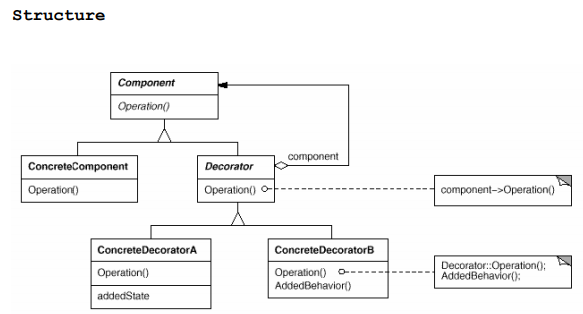 Structure
Component
Operation()
component
ConcreteComponent
Operation()
Decorator
Operation()
component->Operation()
ConcreteDecoratorA
Operation()
addedState
ConcreteDecoratorB
Operation()
AddedBehavior()
Decorator::Operation();
AddedBehavior();